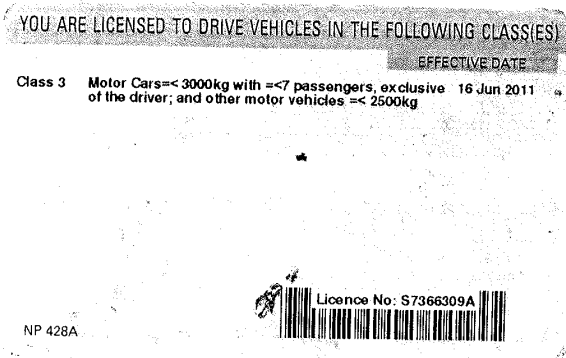 YOU ARE LICENSED TO DRIVE VEHICLES IN THE FOLLOWING CLASS(ES)
EFFECTIVE DATE
Class 3 Motor Cars=< 3000kg with =<7 passengers, exclusive 16 Jun 2011
of the driver; and other motor vehicles =< 2500kg
Licence No: S7366309A
NP 428A